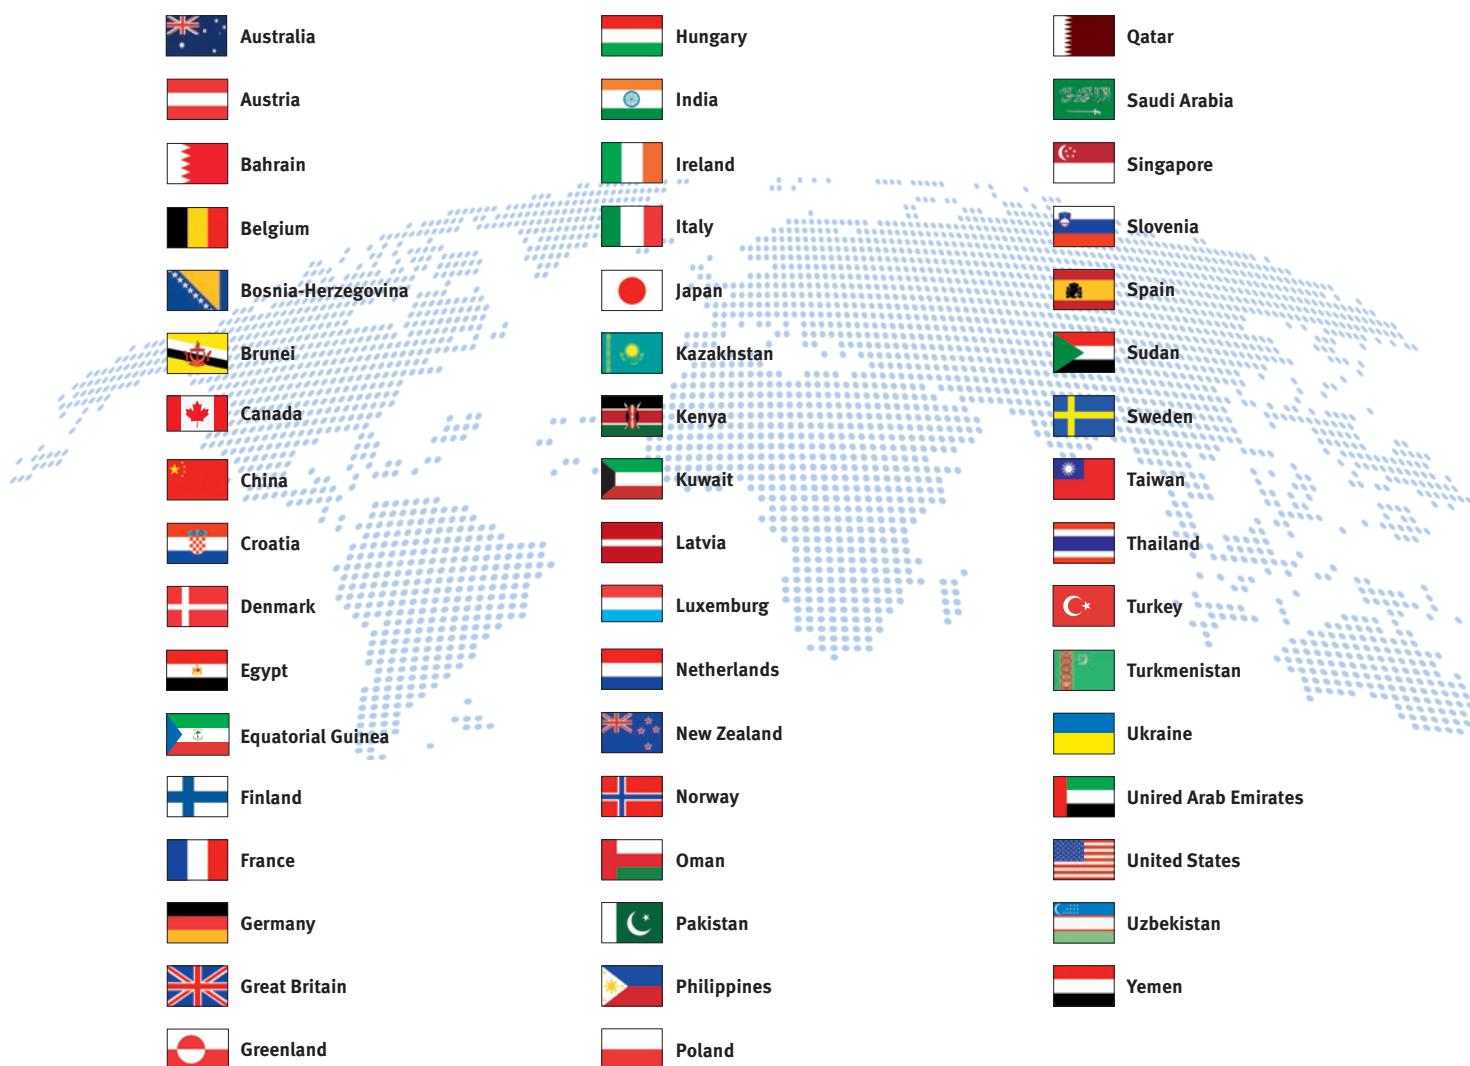 Australia
Austria
Bahrain
Belgium
Bosnia-Herzegovina
Brunei
Canada
China
Croatia
Denmark
Egypt
Equatorial Guinea
Finland
France
Germany
Great Britain
Greenland
Hungary
India
Ireland
Italy
Japan
Kazakhstan
Kenya
Kuwait
Latvia
Luxemburg
Netherlands
New Zealand
Norway
Oman
Pakistan
Philippines
Poland
Qatar
Saudi Arabia
Singapore
Slovenia
Spain
Sudan
Sweden
Taiwan
Thailand
Turkey
Turkmenistan
Ukraine
Unired Arab Emirates
United States
Uzbekistan
Yemen